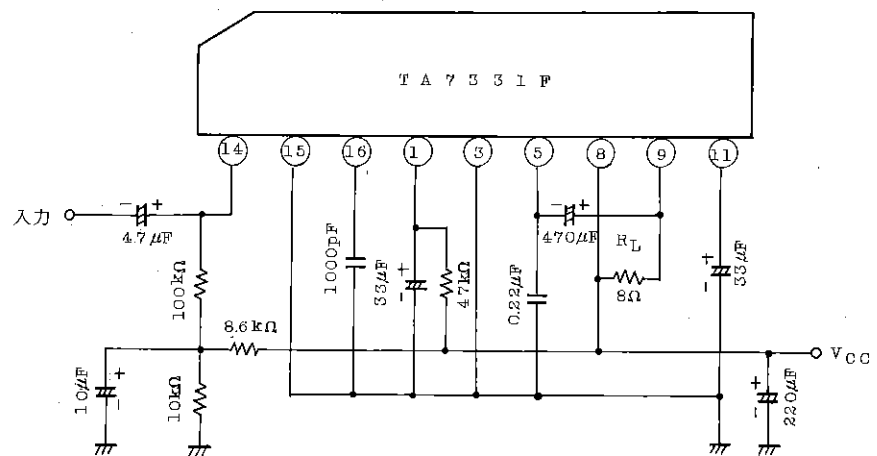 TA7331F
14 15 16 1 3 5 8 9 11
入力
- +
4.7μF
100kΩ
1000pF
+
-
33μF
47kΩ
- +
470μF
0.22μF
RL
8Ω
+
-
33μF
8.6kΩ
VCC
10μF
+
-
10kΩ
+
-
220μF